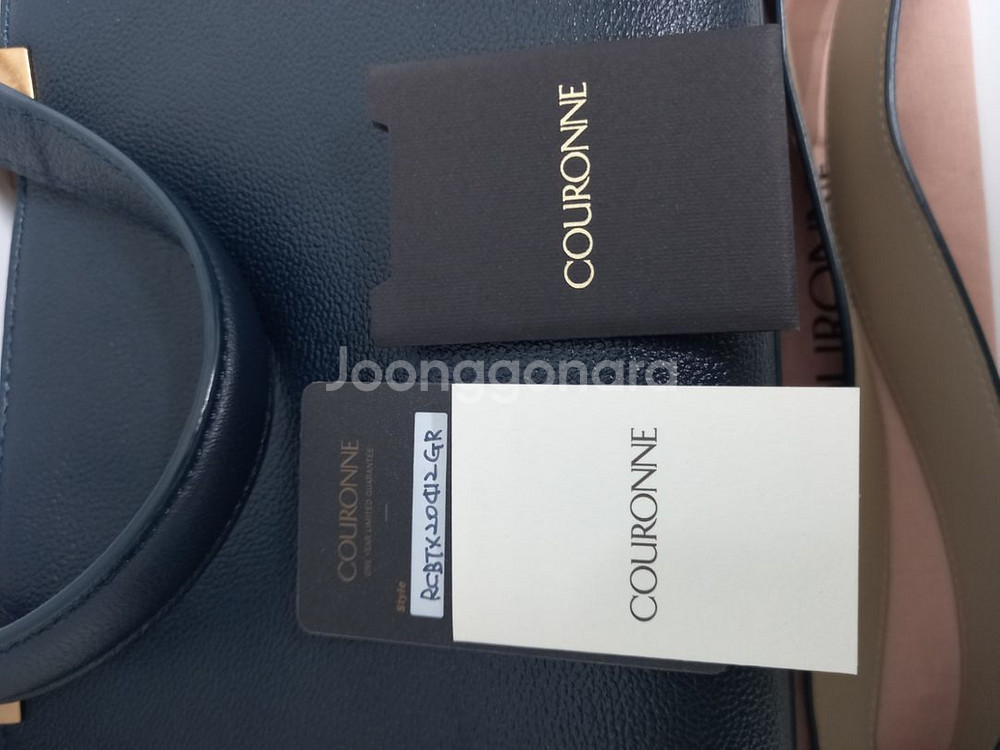 COURONNE
Joonggonara
COURONNE
ONE YEAR LIMITED GUARANTEE
Style
RCBTX20412GR
COURONNE